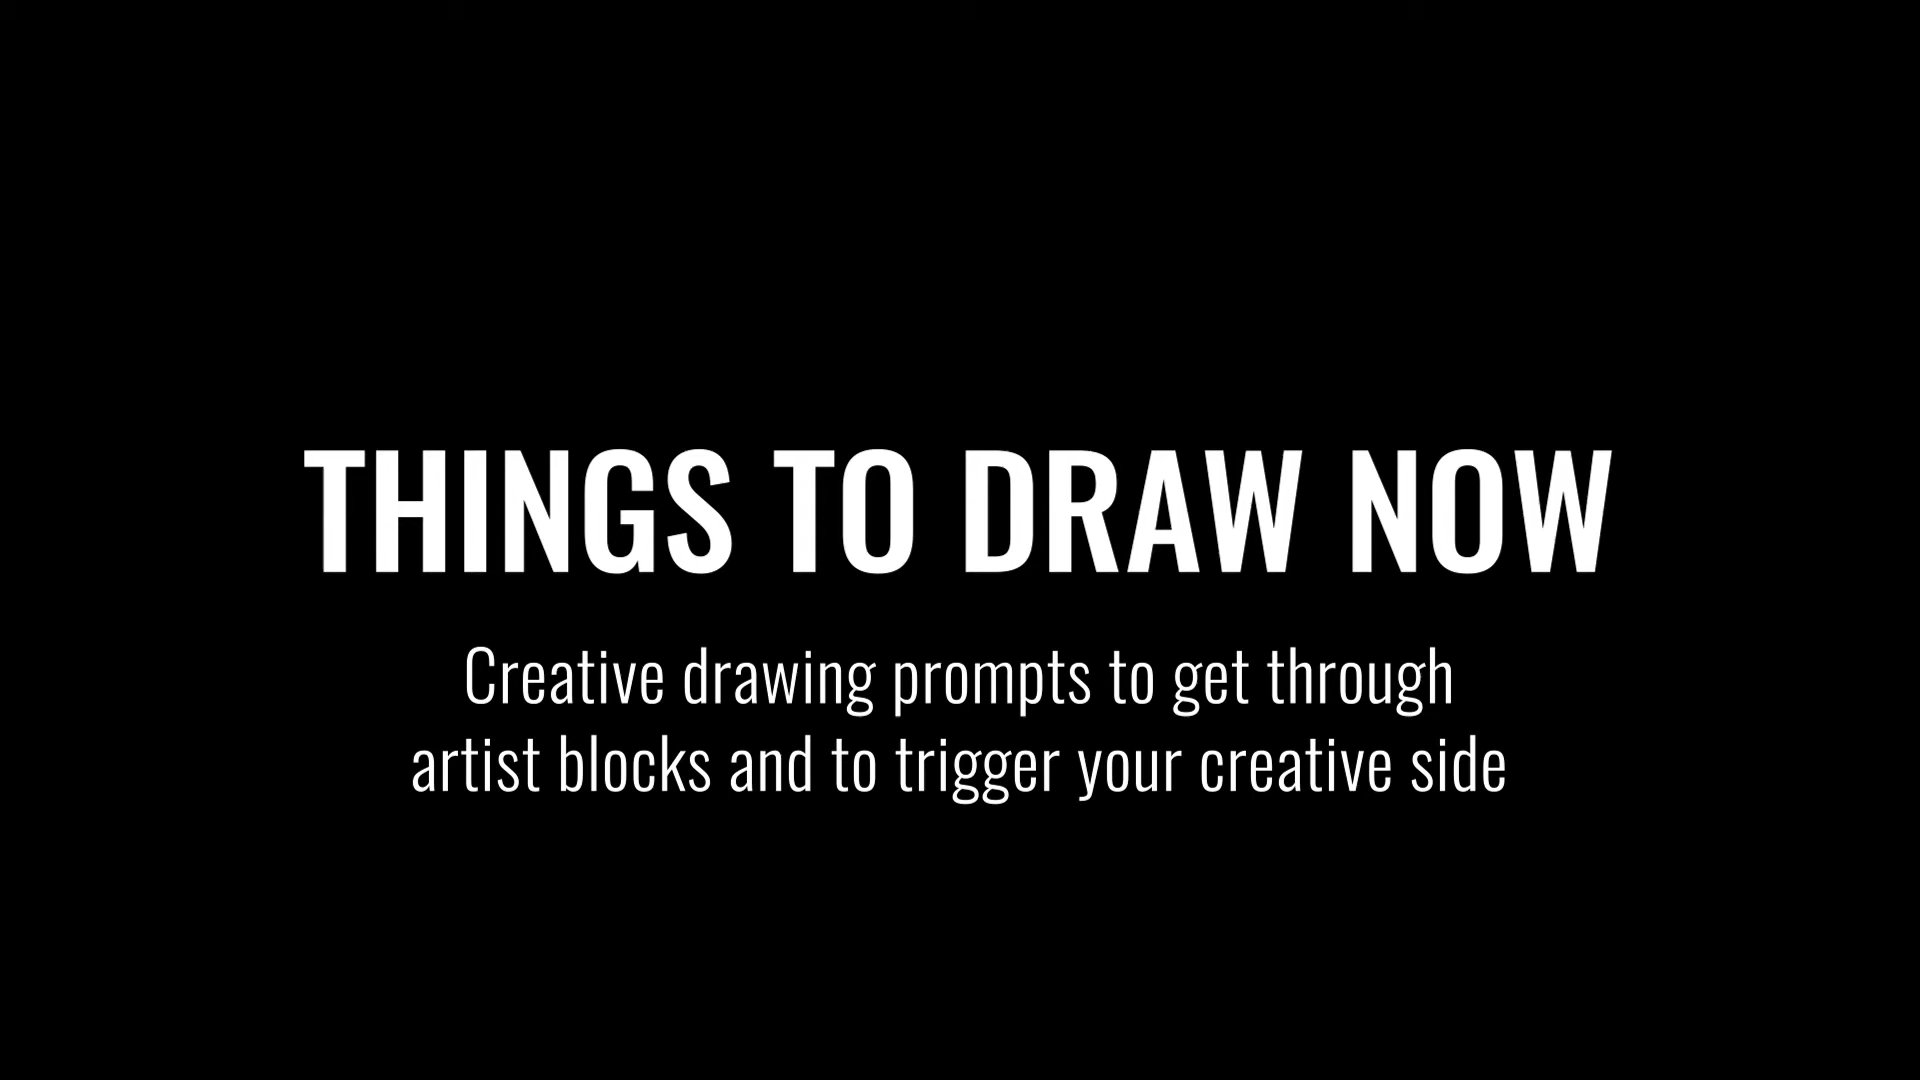 THINGS TO DRAW NOW
Creative drawing prompts to get through
artist blocks and to trigger your creative side